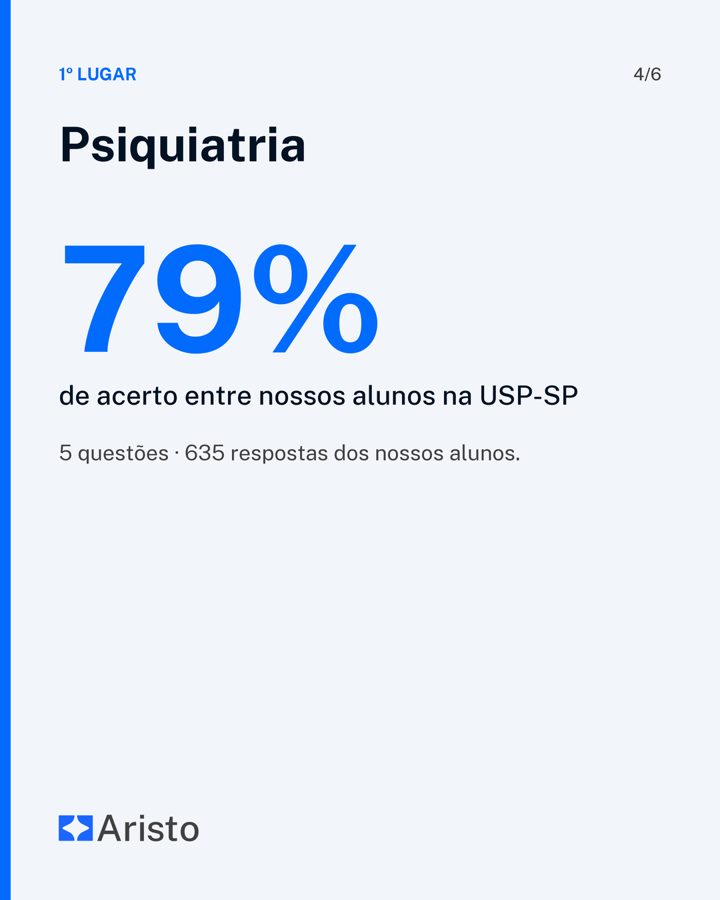 1º LUGAR
4/6
Psiquiatria
79%
de acerto entre nossos alunos na USP-SP
5 questões · 635 respostas dos nossos alunos.
Aristo